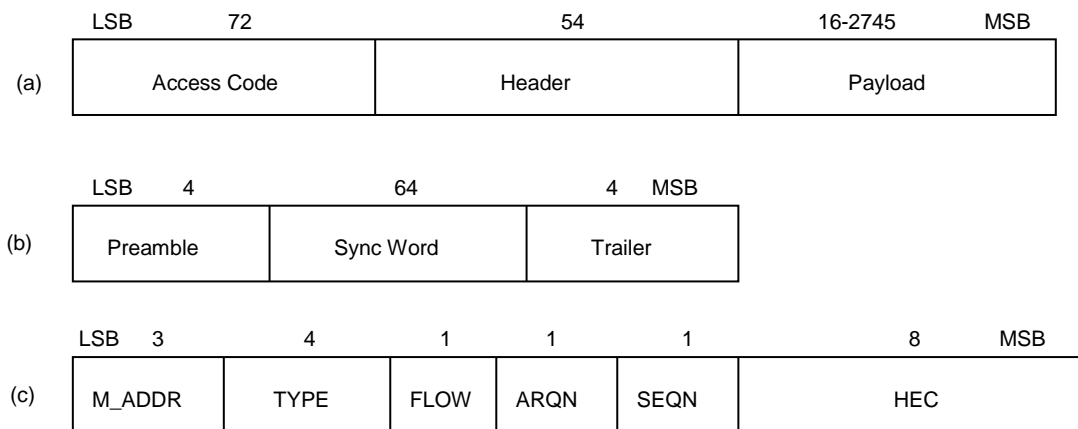 LSB 72 54 16-2745 MSB
(a) Access Code Header Payload
LSB 4 64 4 MSB
(b) Preamble Sync Word Trailer
LSB 3 4 1 1 1 8 MSB
(c) M_ADDR TYPE FLOW ARQN SEQN HEC